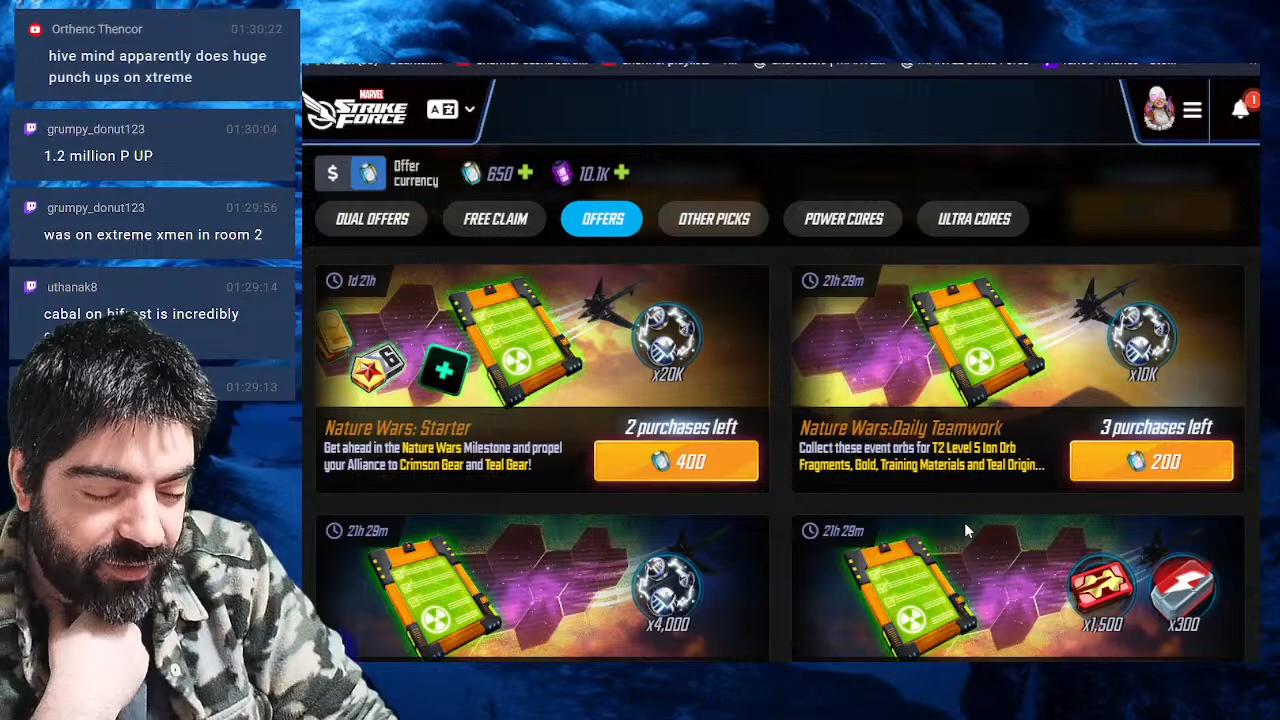 Orthenc Thencor 01:30:22
hive mind apparently does huge
punch ups on xtreme
grumpy_donut123 01:30:04
1.2 million P UP
grumpy_donut123 01:29:56
was on extreme xmen in room 2
uthanak8 01:29:14
cabal on
is incredibly
01:29:13
MARVEL
STRIKE
FORCE
$
Offer
currency
650
10.1K
1
DUAL OFFERS
FREE CLAIM
OFFERS
OTHER PICKS
POWER CORES
ULTRA CORES
1d 21h
6
x20K
Nature Wars: Starter
2 purchases left
Get ahead in the Nature Wars Milestone and propel
your Alliance to Crimson Gear and Teal Gear!
400
21h 29m
x10K
Nature Wars:Daily Teamwork
3 purchases left
Collect these event orbs for T2 Level 5 Ion Orb
Fragments, Gold, Training Materials and Teal Origin...
200
21h 29m
x4,000
21h 29m
x1,500
x300